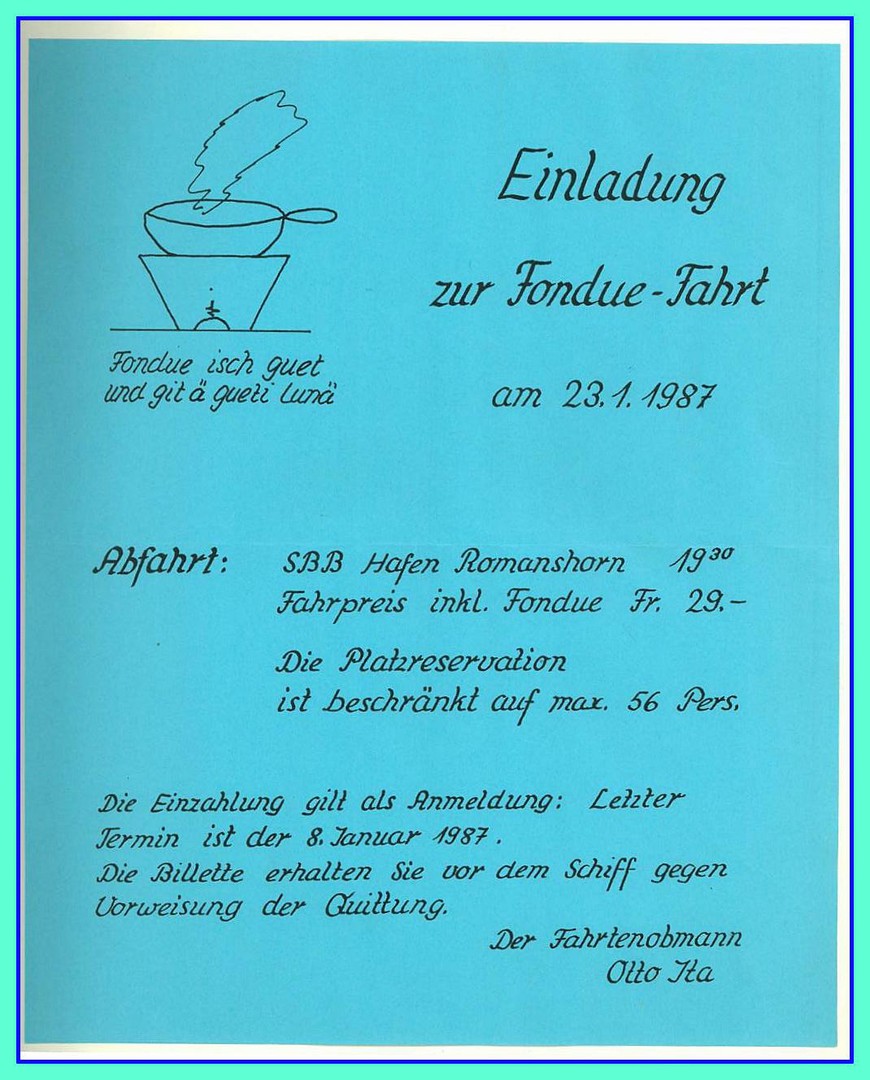 Einladung
zur Fondue-Fahrt
am 23.1.1987
Fondue isch guet
und git ä gueti Lunä
Abfahrt: SBB Hafen Romanshorn 19³⁰
Fahrpreis inkl. Fondue Fr. 29.–
Die Platzreservation
ist beschränkt auf max. 56 Pers.
Die Einzahlung gilt als Anmeldung: Letzter
Termin ist der 8. Januar 1987.
Die Billette erhalten Sie vor dem Schiff gegen
Vorweisung der Quittung.
Der Fahrtenobmann
Otto Ita